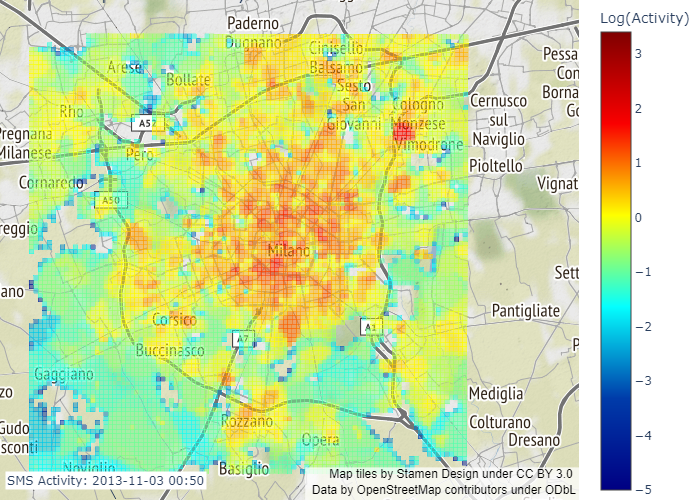 Log(Activity)
Paderno
Dugnano
Cinisello
Balsamo
Arese
Bollate
Sesto
San
Giovanni
Cologno
Monzese
Vimodrone
Pessa
Con
Borna
Go
Cernusco
sul
Naviglio
Pioltello
Vignat
Rho
A52
Pero
Pregnana
Milanese
Cornaredo
A50
reggio
Milano
Sett
ano
Pantigliate
Corsico
A1
A7
Buccinasco
P
Gaggiano
zo
Mediglia
Rozzano
Colturano
Gudo
Dresano
sconti
Opera
Noviglio
Basiglio
3
2
1
0
−1
−2
−3
−4
−5
SMS Activity: 2013-11-03 00:50
Map tiles by Stamen Design under CC BY 3.0
Data by OpenStreetMap contributors under ODbL